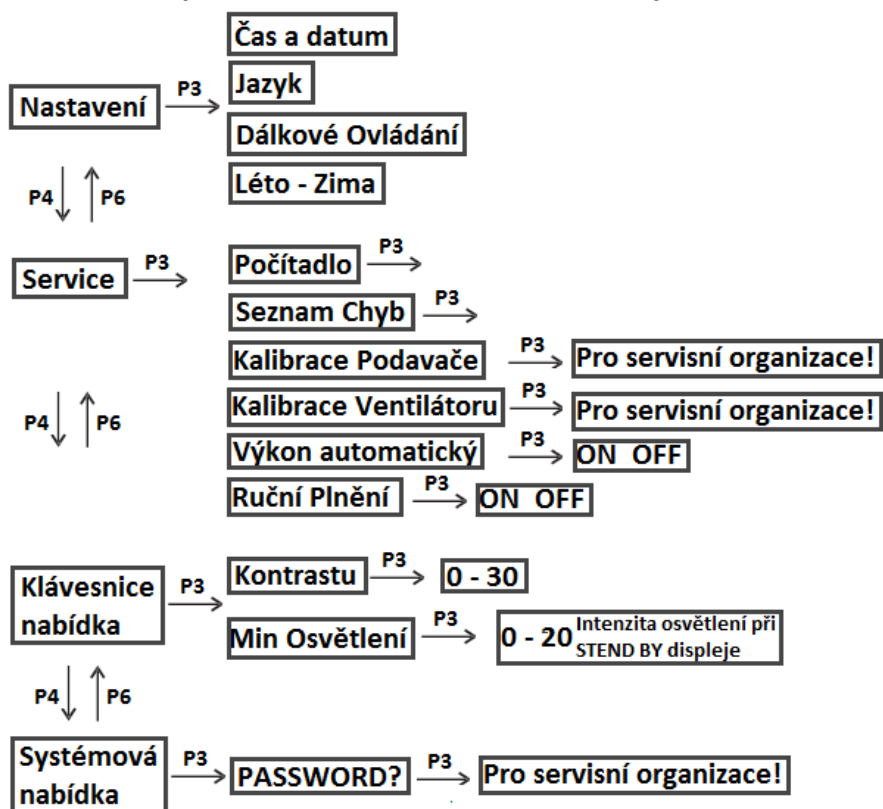 Čas a datum
Nastavení P3 Jazyk
Dálkové Ovládání
Léto - Zima
P4 P6
Service P3 Počítadlo P3
Seznam Chyb P3
Kalibrace Podavače P3 Pro servisní organizace!
Kalibrace Ventilátoru P3 Pro servisní organizace!
P4 P6
Výkon automatický P3 ON OFF
Ruční Plnění P3 ON OFF
Klávesnice
nabídka
P3
Kontrastu P3 0 - 30
Min Osvětlení P3 0 - 20 Intenzita osvětlení při
STEND BY displeje
P4 P6
Systémová
nabídka
P3 PASSWORD? P3 Pro servisní organizace!